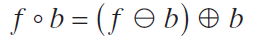 f ∘ b = (f ⊖ b) ⊕ b